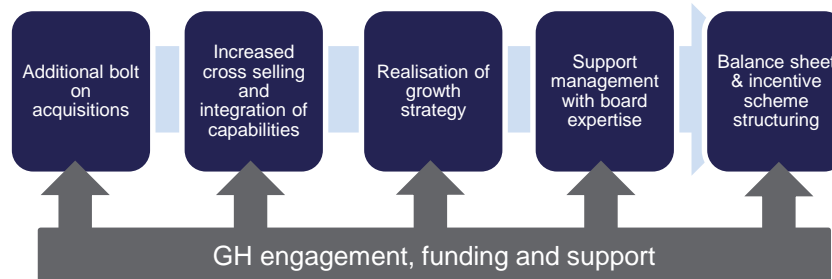 Additional bolt
on
acquisitions
Increased
cross selling
and
integration of
capabilities
Realisation of
growth
strategy
Support
management
with board
expertise
Balance sheet
& incentive
scheme
structuring
GH engagement, funding and support